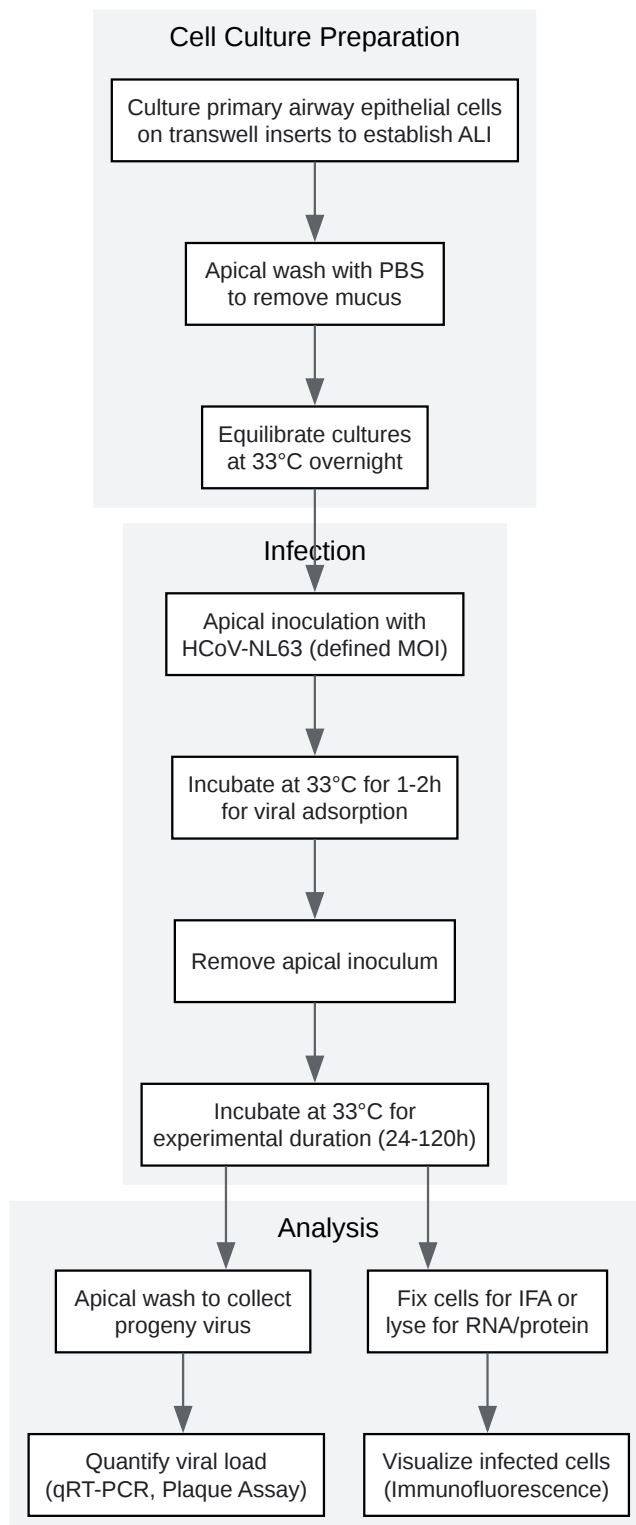 Cell Culture Preparation
Culture primary airway epithelial cells
on transwell inserts to establish ALI
Apical wash with PBS
to remove mucus
Equilibrate cultures
at 33°C overnight
Infection
Apical inoculation with
HCoV-NL63 (defined MOI)
Incubate at 33°C for 1-2h
for viral adsorption
Remove apical inoculum
Incubate at 33°C for
experimental duration (24-120h)
Analysis
Apical wash to collect
progeny virus
Fix cells for IFA or
lyse for RNA/protein
Quantify viral load
(qRT-PCR, Plaque Assay)
Visualize infected cells
(Immunofluorescence)